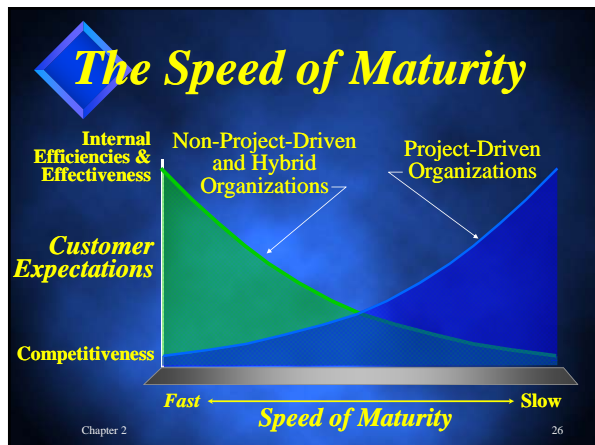 The Speed of Maturity
Internal
Efficiencies &
Effectiveness
Non-Project-Driven
and Hybrid
Organizations
Project-Driven
Organizations
Customer
Expectations
Competitiveness
Fast
Slow
Speed of Maturity
Chapter 2
26